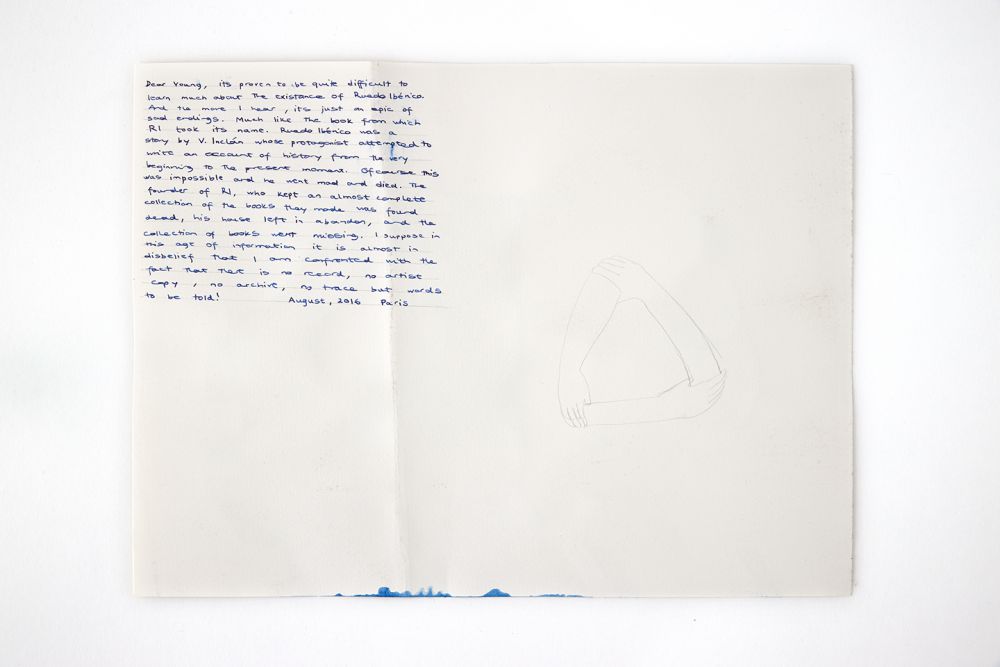 Dear Young, its proven to be quite difficult to
learn much about the existance of Ruedo Ibérico.
And the more I hear, it's just an epic of
sad endings. Much like the book from which
RI took its name. Ruedo Ibérico was a
story by V. Inclán whose protagonist attempted to
write an account of history from the very
beginning to the present moment. Of course this
was impossible and he went mad and died. The
founder of RI, who kept an almost complete
collection of the books they made was found
dead, his house left in abandon, and the
collection of books went missing. I suppose in
this age of information it is almost in
disbelief that I am confronted with the
fact that there is no record, no artist
copy, no archive, no trace but words
to be told! August, 2016 Paris